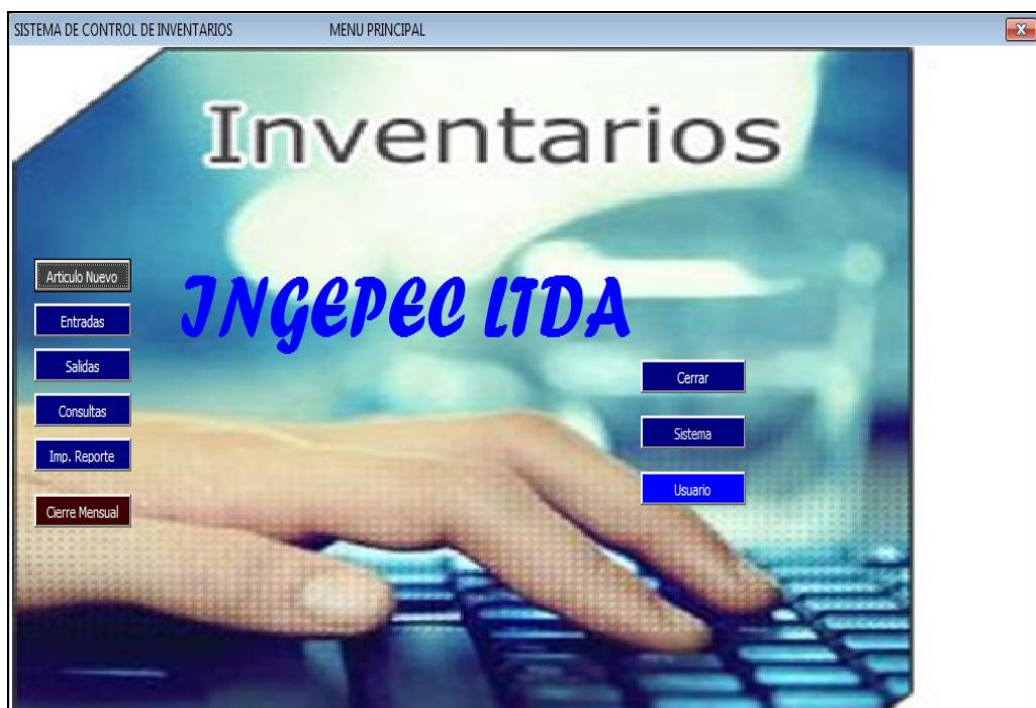 SISTEMA DE CONTROL DE INVENTARIOS MENU PRINCIPAL
Inventarios
INGEPEC LTDA
Articulo Nuevo
Entradas
Salidas
Consultas
Imp. Reporte
Cierre Mensual
Cerrar
Sistema
Usuario